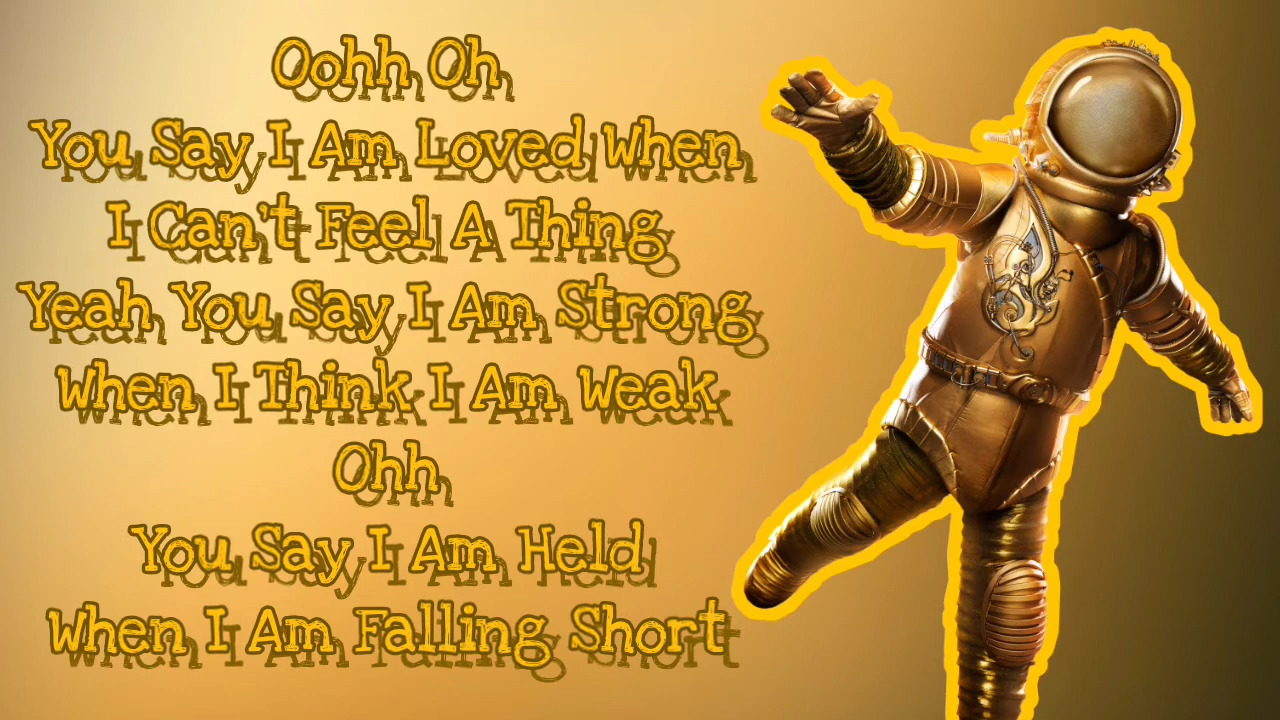 Oohh Oh
You Say I Am Loved When
I Can't Feel A Thing
Yeah You Say I Am Strong
When I Think I Am Weak
Ohh
You Say I Am Held
When I Am Falling Short